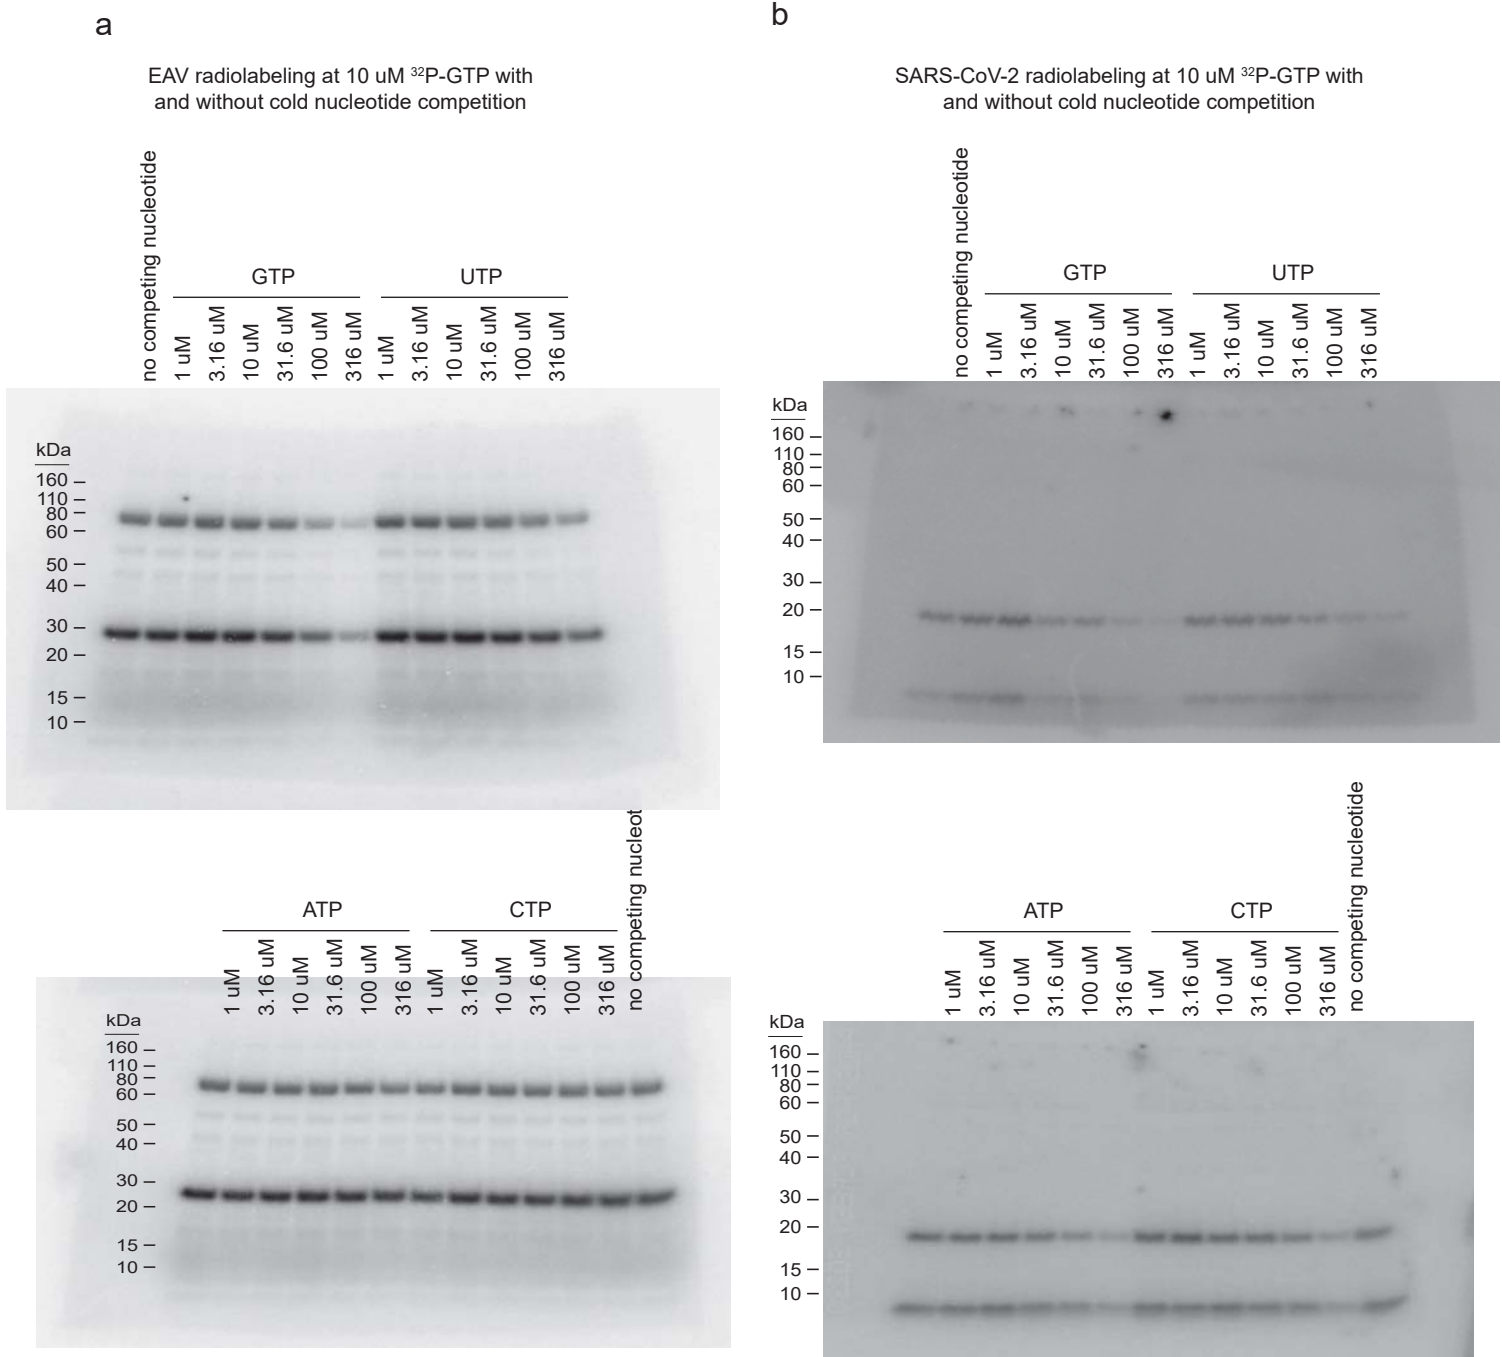 a
EAV radiolabeling at 10 uM ³²P-GTP with
and without cold nucleotide competition
no competing nucleotide
GTP
UTP
1 uM
3.16 uM
10 uM
31.6 uM
100 uM
316 uM
1 uM
3.16 uM
10 uM
31.6 uM
100 uM
316 uM
kDa
160
110
80
60
50
40
30
20
15
10
ATP
CTP
1 uM
3.16 uM
10 uM
31.6 uM
100 uM
316 uM
1 uM
3.16 uM
10 uM
31.6 uM
100 uM
316 uM
no competing nucleot
kDa
160
110
80
60
50
40
30
20
15
10
b
SARS-CoV-2 radiolabeling at 10 uM ³²P-GTP with
and without cold nucleotide competition
no competing nucleotide
GTP
UTP
1 uM
3.16 uM
10 uM
31.6 uM
100 uM
316 uM
1 uM
3.16 uM
10 uM
31.6 uM
100 uM
316 uM
kDa
160
110
80
60
50
40
30
20
15
10
ATP
CTP
1 uM
3.16 uM
10 uM
31.6 uM
100 uM
316 uM
1 uM
3.16 uM
10 uM
31.6 uM
100 uM
316 uM
no competing nucleotide
kDa
160
110
80
60
50
40
30
20
15
10